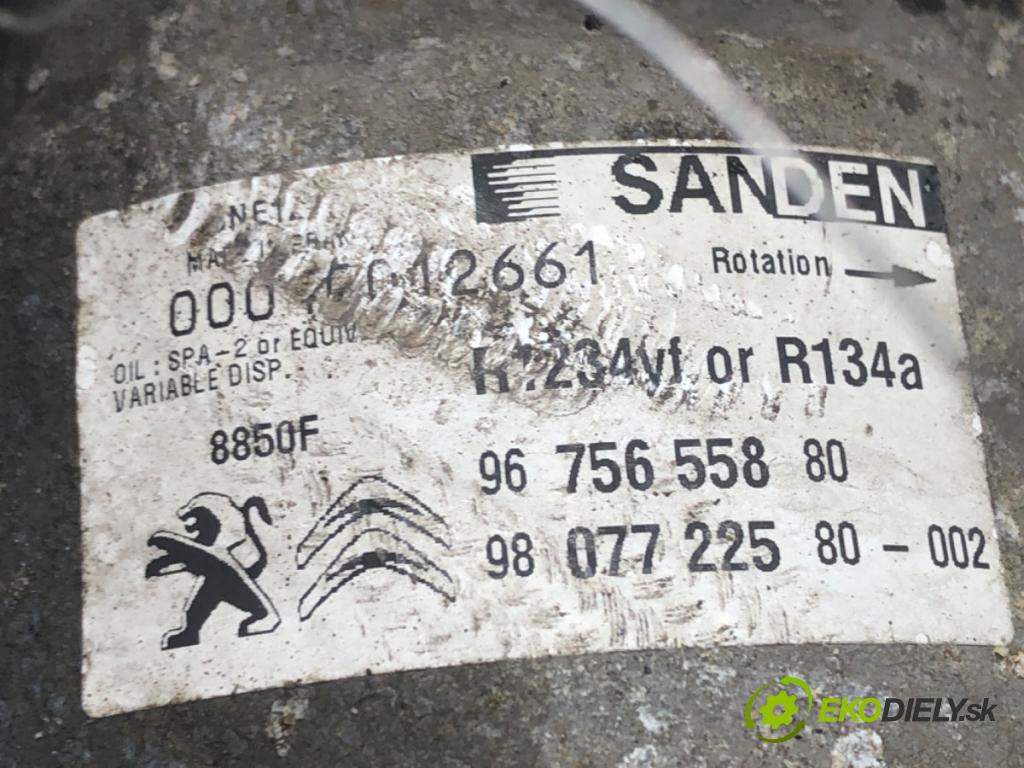 SANDEN
Rotation
12661
OIL : SPA-2 or EQUIV
VARIABLE DISP.
R1234yf or R134a
8850F
96 756 558 80
98 077 225 80 - 002
EKODIELY.sk